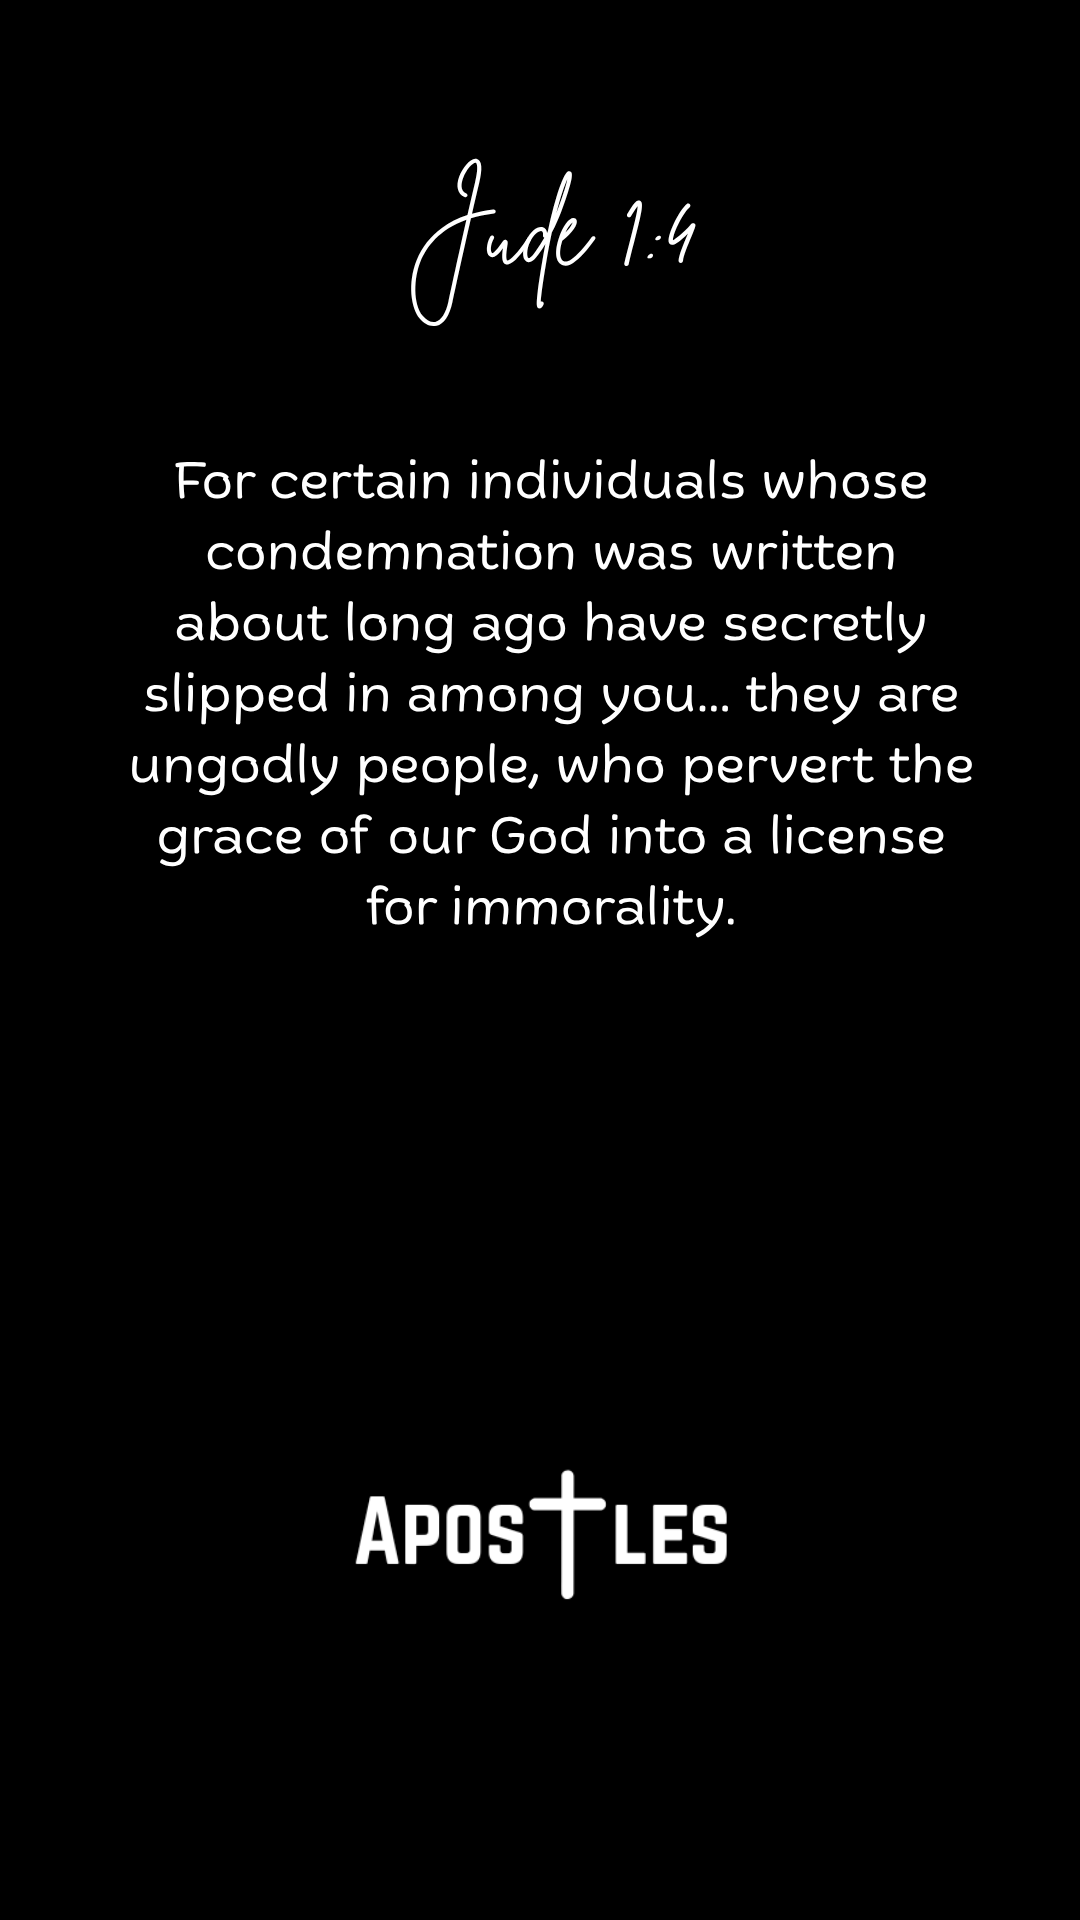 Jude 1:4
For certain individuals whose
condemnation was written
about long ago have secretly
slipped in among you... they are
ungodly people, who pervert the
grace of our God into a license
for immorality.
APOSTLES